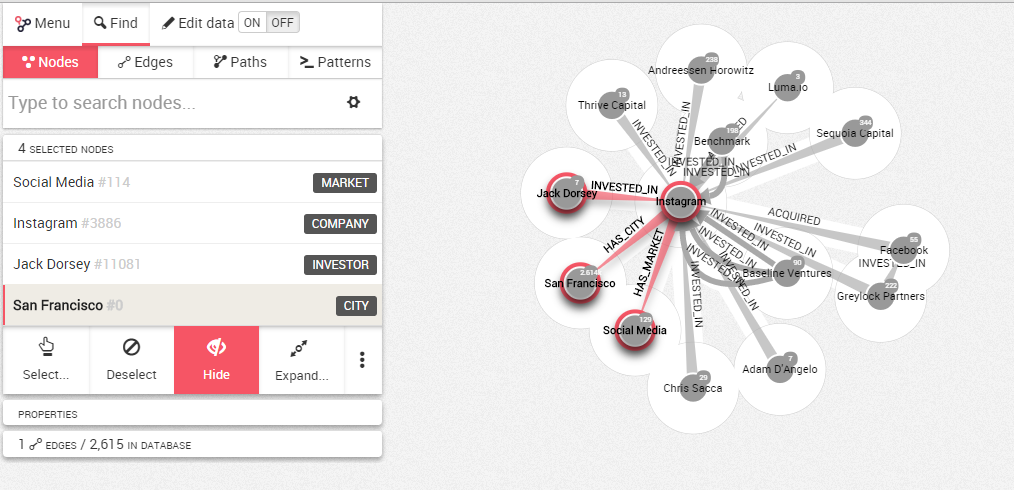 Menu
Find
Edit data ON OFF
Nodes
Edges
Paths
Patterns
Type to search nodes...
4 SELECTED NODES
Social Media #114 MARKET
Instagram #3886 COMPANY
Jack Dorsey #11081 INVESTOR
San Francisco #0 CITY
Select...
Deselect
Hide
Expand...
PROPERTIES
1 EDGES / 2,615 IN DATABASE
238
Andreessen Horowitz
3
Luma.io
13
Thrive Capital
344
Sequoia Capital
198
Benchmark
INVESTED_IN
INVESTED_IN
INVESTED_IN
INVESTED_IN
INVESTED_IN
7
Jack Dorsey
INVESTED_IN
Instagram
HAS_CITY
HAS_MARKET
ACQUIRED
INVESTED_IN
INVESTED_IN
INVESTED_IN
INVESTED_IN
INVESTED_IN
55
Facebook
INVESTED_IN
2,614
San Francisco
90
Baseline Ventures
222
Greylock Partners
129
Social Media
INVESTED_IN
7
Adam D'Angelo
29
Chris Sacca